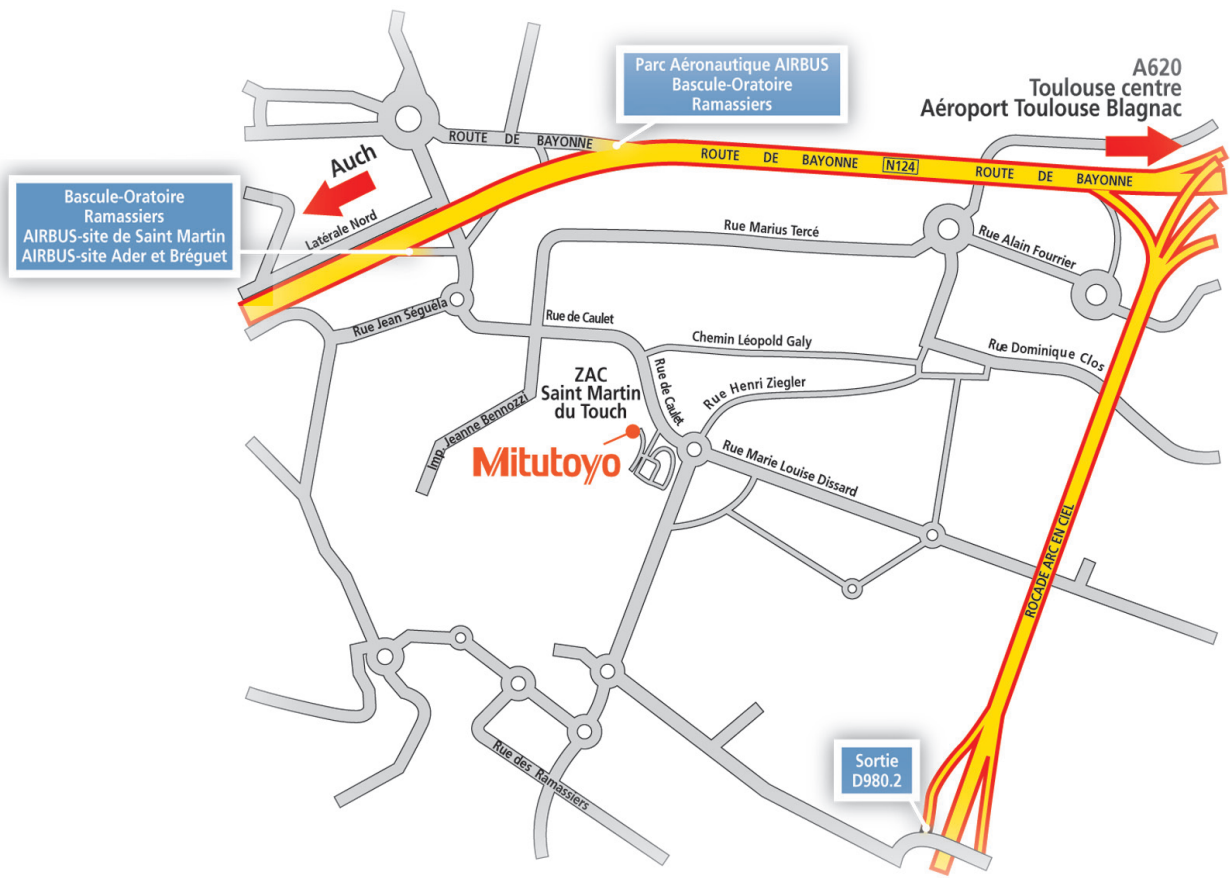 Parc Aéronautique AIRBUS
Bascule-Oratoire
Ramassiers
A620
Toulouse centre
Aéroport Toulouse Blagnac
ROUTE DE BAYONNE
ROUTE DE BAYONNE
N124
ROUTE DE BAYONNE
Auch
Bascule-Oratoire
Ramassiers
AIRBUS-site de Saint Martin
AIRBUS-site Ader et Bréguet
Latérale Nord
Rue Marius Tercé
Rue Alain Fourrier
Rue Jean Séguéla
Rue de Caulet
Chemin Léopold Galy
Rue Dominique Clos
ZAC
Saint Martin
du Touch
Rue de Caulet
Rue Henri Ziegler
Imp. Jeanne Bennozzi
Mitutoyo
Rue Marie Louise Dissard
ROCADE ARC EN CIEL
Rue des Ramassiers
Sortie
D980.2